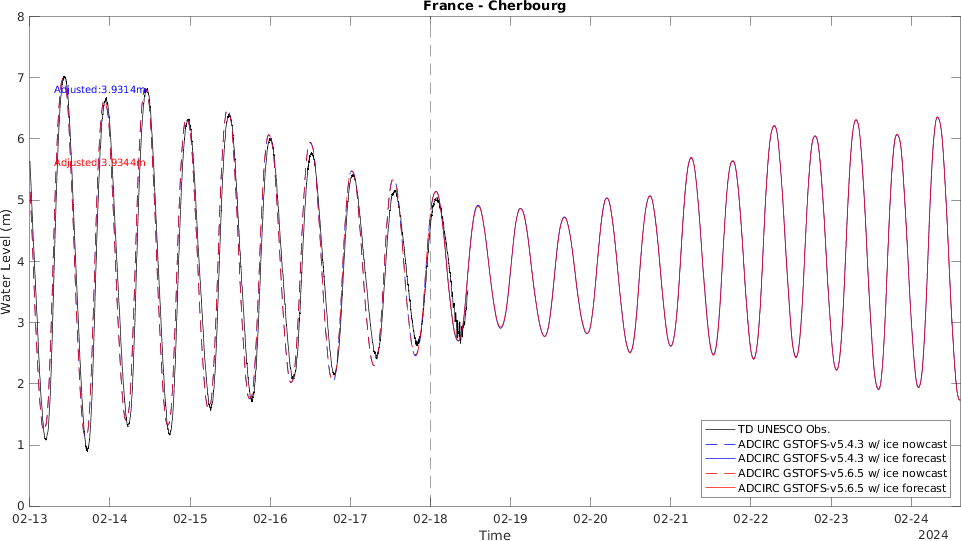 France - Cherbourg
8
7
6
5
4
3
2
1
0
Water Level (m)
Adjusted:3.9314m
Adjusted:3.9344m
TD UNESCO Obs.
ADCIRC GSTOFS-v5.4.3 w/ ice nowcast
ADCIRC GSTOFS-v5.4.3 w/ ice forecast
ADCIRC GSTOFS-v5.6.5 w/ ice nowcast
ADCIRC GSTOFS-v5.6.5 w/ ice forecast
02-13 02-14 02-15 02-16 02-17 02-18 02-19 02-20 02-21 02-22 02-23 02-24
Time
2024